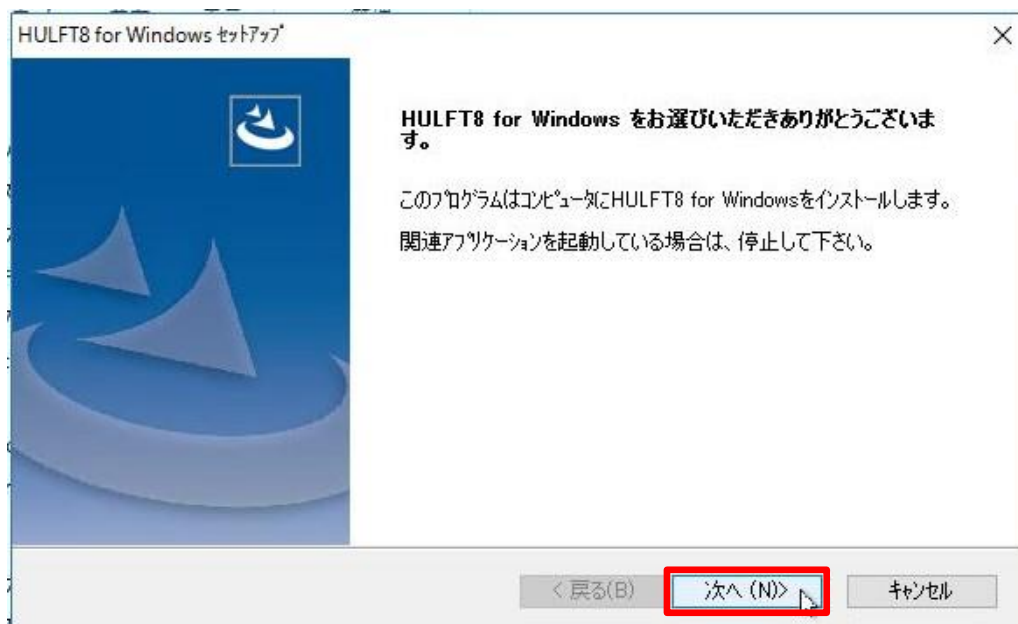 HULFT8 for Windows ｾｯﾄｱｯﾌﾟ
HULFT8 for Windows をお選びいただきありがとうございま
す。
このﾌﾟﾛｸﾞﾗﾑはｺﾝﾋﾟｭｰﾀにHULFT8 for Windowsをｲﾝｽﾄｰﾙします。
関連ｱﾌﾟﾘｹｰｼｮﾝを起動している場合は、停止して下さい。
< 戻る(B)
次へ (N)>
ｷｬﾝｾﾙ